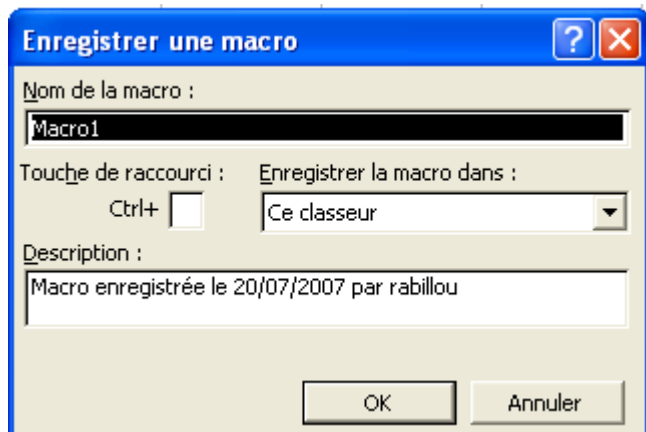 Enregistrer une macro
Nom de la macro :
Macro1
Touche de raccourci : Enregistrer la macro dans :
Ctrl+ Ce classeur
Description :
Macro enregistrée le 20/07/2007 par rabillou
OK Annuler